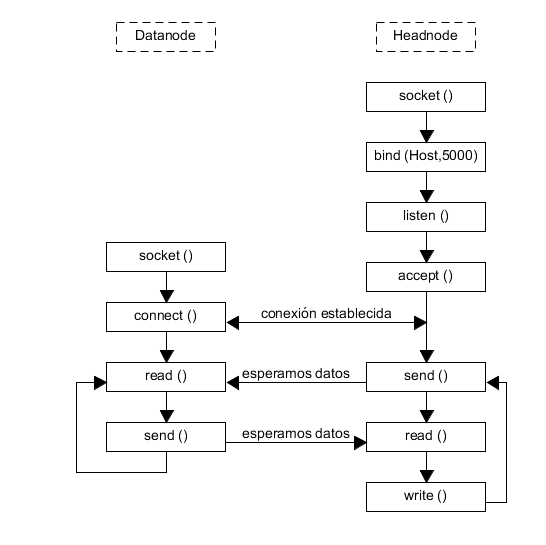 Datanode
Headnode
socket ()
bind (Host,5000)
listen ()
socket ()
accept ()
connect ()
conexión establecida
read ()
esperamos datos
send ()
send ()
esperamos datos
read ()
write ()